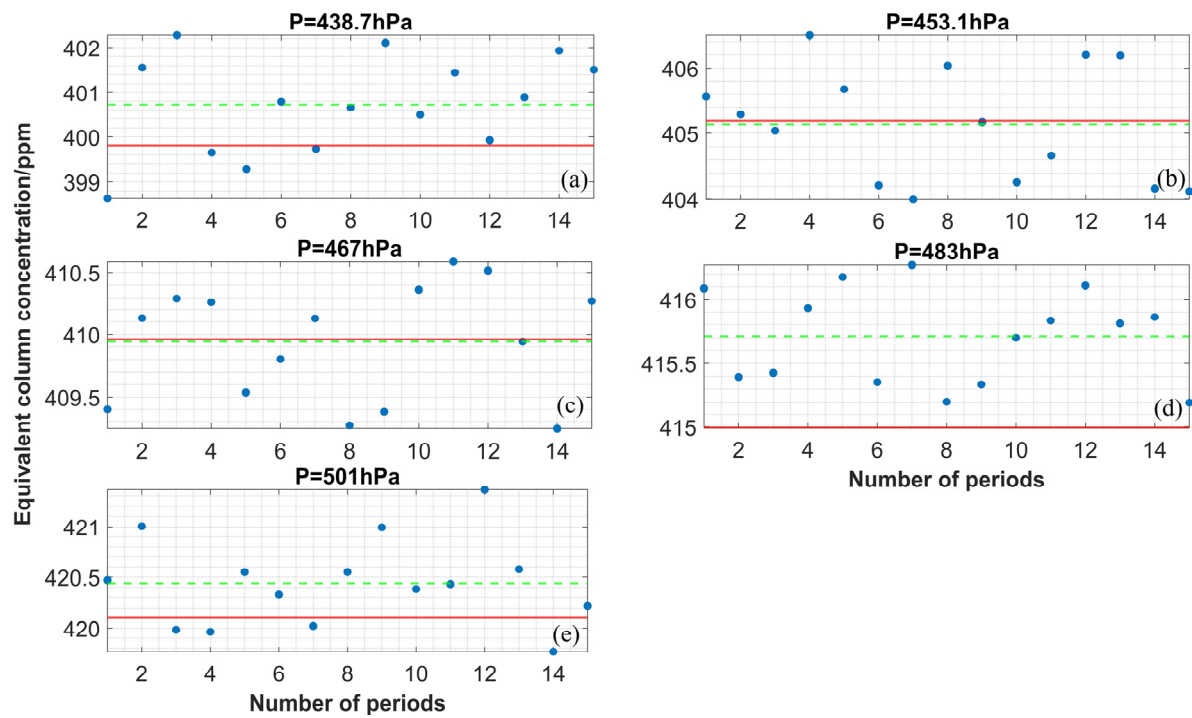 P=438.7hPa
402
401
400
399
2 4 6 8 10 12 14
(a)
P=453.1hPa
406
405
404
2 4 6 8 10 12 14
(b)
Equivalent column concentration/ppm
P=467hPa
410.5
410
409.5
2 4 6 8 10 12 14
(c)
P=483hPa
416
415.5
415
2 4 6 8 10 12 14
(d)
Number of periods
P=501hPa
421
420.5
420
2 4 6 8 10 12 14
(e)
Number of periods